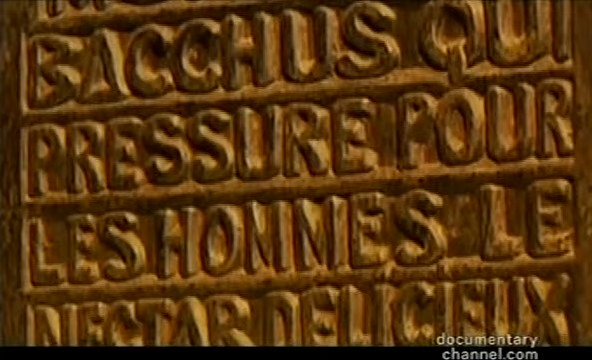 BACCHUS QUI
PRESSURE POUR
LES HOMMES LE
NECTAR DELICIEUX
documentary
channel.com